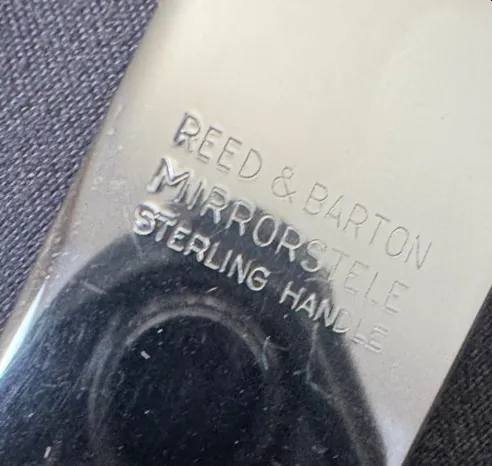 REED & BARTON
MIRRORSTELE
STERLING HANDLE